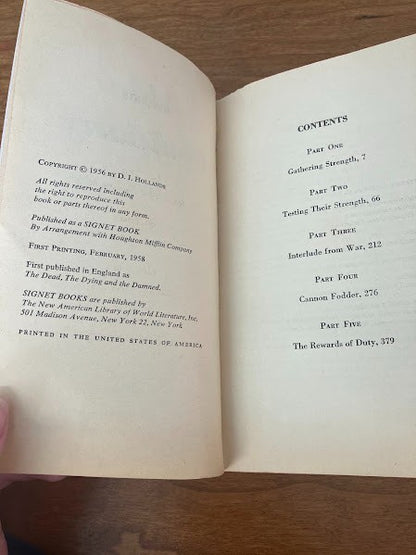 COPYRIGHT © 1956 BY D. J. HOLLANDS
All rights reserved including
the right to reproduce this
book or parts thereof in any form.
Published as a SIGNET BOOK
By Arrangement with Houghton Mifflin Company
FIRST PRINTING, FEBRUARY, 1958
First published in England as
The Dead, The Dying and the Damned.
SIGNET BOOKS are published by
The New American Library of World Literature, Inc.
501 Madison Avenue, New York 22, New York
PRINTED IN THE UNITED STATES OF AMERICA
CONTENTS
PART ONE
Gathering Strength, 7
PART TWO
Testing Their Strength, 66
PART THREE
Interlude from War, 212
PART FOUR
Cannon Fodder, 276
PART FIVE
The Rewards of Duty, 379